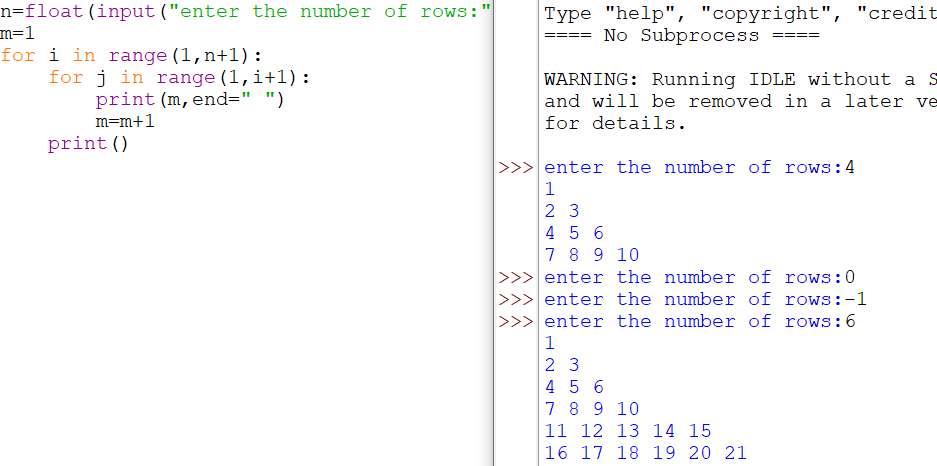 n=float(input("enter the number of rows:"
m=1
for i in range(1,n+1):
    for j in range(1,i+1):
        print(m,end=" ")
        m=m+1
    print()
Type "help", "copyright", "credit
==== No Subprocess ====
WARNING: Running IDLE without a S
and will be removed in a later ve
for details.
>>> enter the number of rows:4
1
2 3
4 5 6
7 8 9 10
>>> enter the number of rows:0
>>> enter the number of rows:-1
>>> enter the number of rows:6
1
2 3
4 5 6
7 8 9 10
11 12 13 14 15
16 17 18 19 20 21